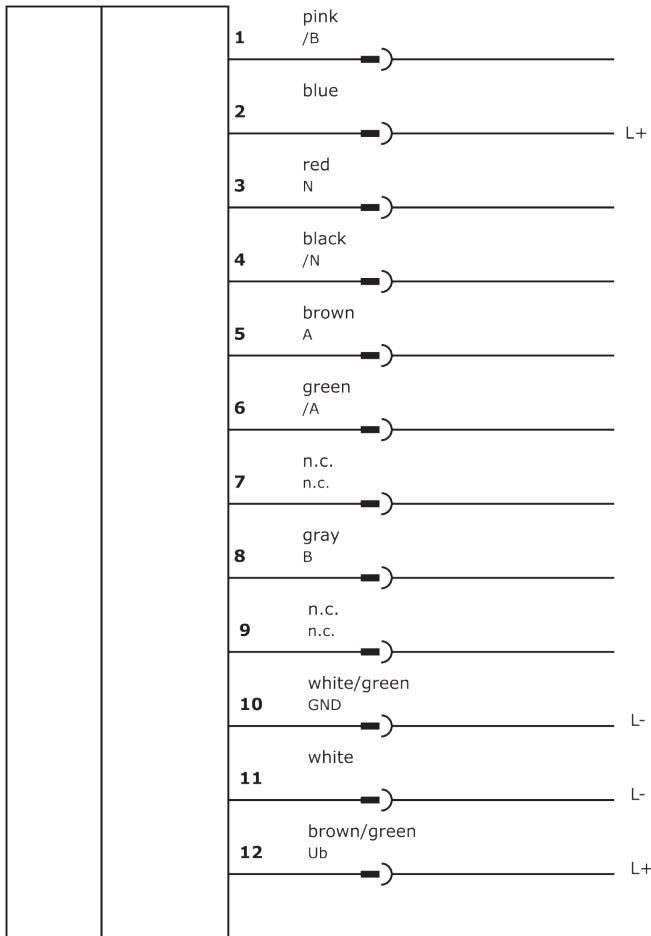 pink
1 /B
blue
2
L+
red
3 N
black
4 /N
brown
5 A
green
6 /A
n.c.
7 n.c.
gray
8 B
n.c.
9 n.c.
white/green
10 GND
L-
white
11
L-
brown/green
12 Ub
L+